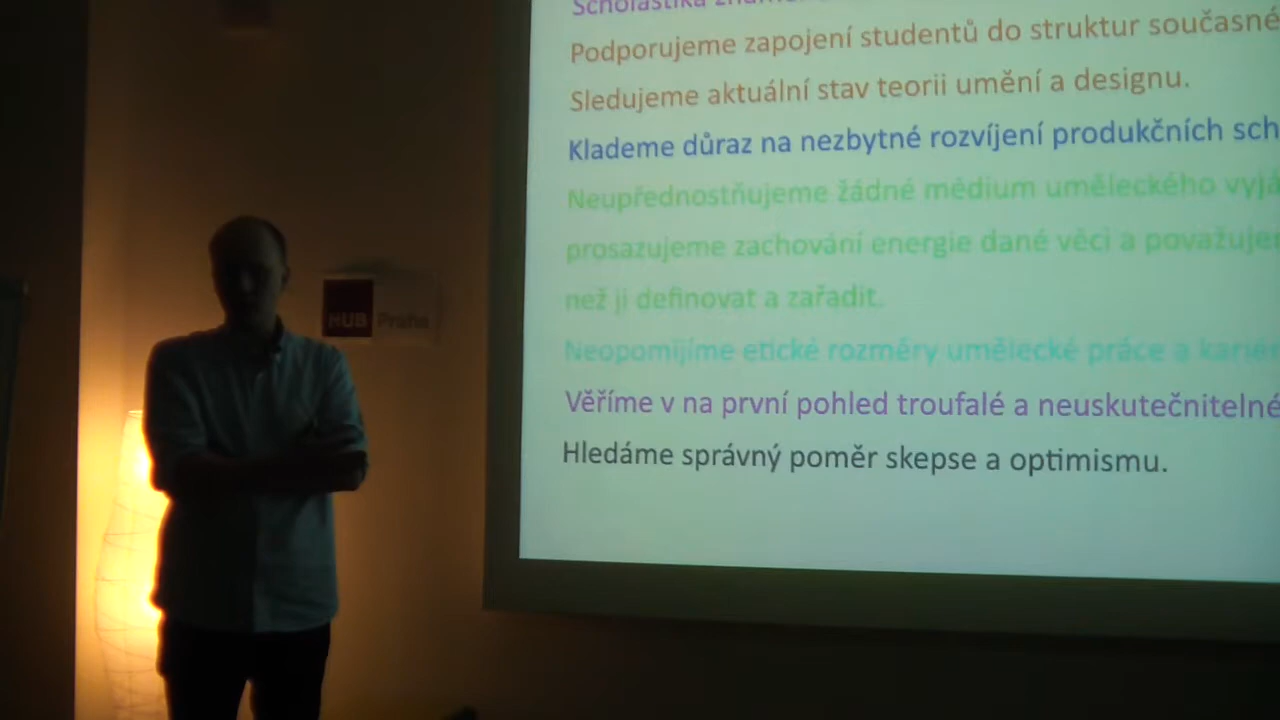 Scholastika
Podporujeme zapojení studentů do struktur současné
Sledujeme aktuální stav teorii umění a designu.
Klademe důraz na nezbytné rozvíjení produkčních sch
Neupřednostňujeme žádné médium uměleckého vyjá
prosazujeme zachování energie dané věci a považuje
než ji definovat a zařadit.
Neopomíjíme etické rozměry umělecké práce a karié
Věříme v na první pohled troufalé a neuskutečnitelné
Hledáme správný poměr skepse a optimismu.
HUB Praha